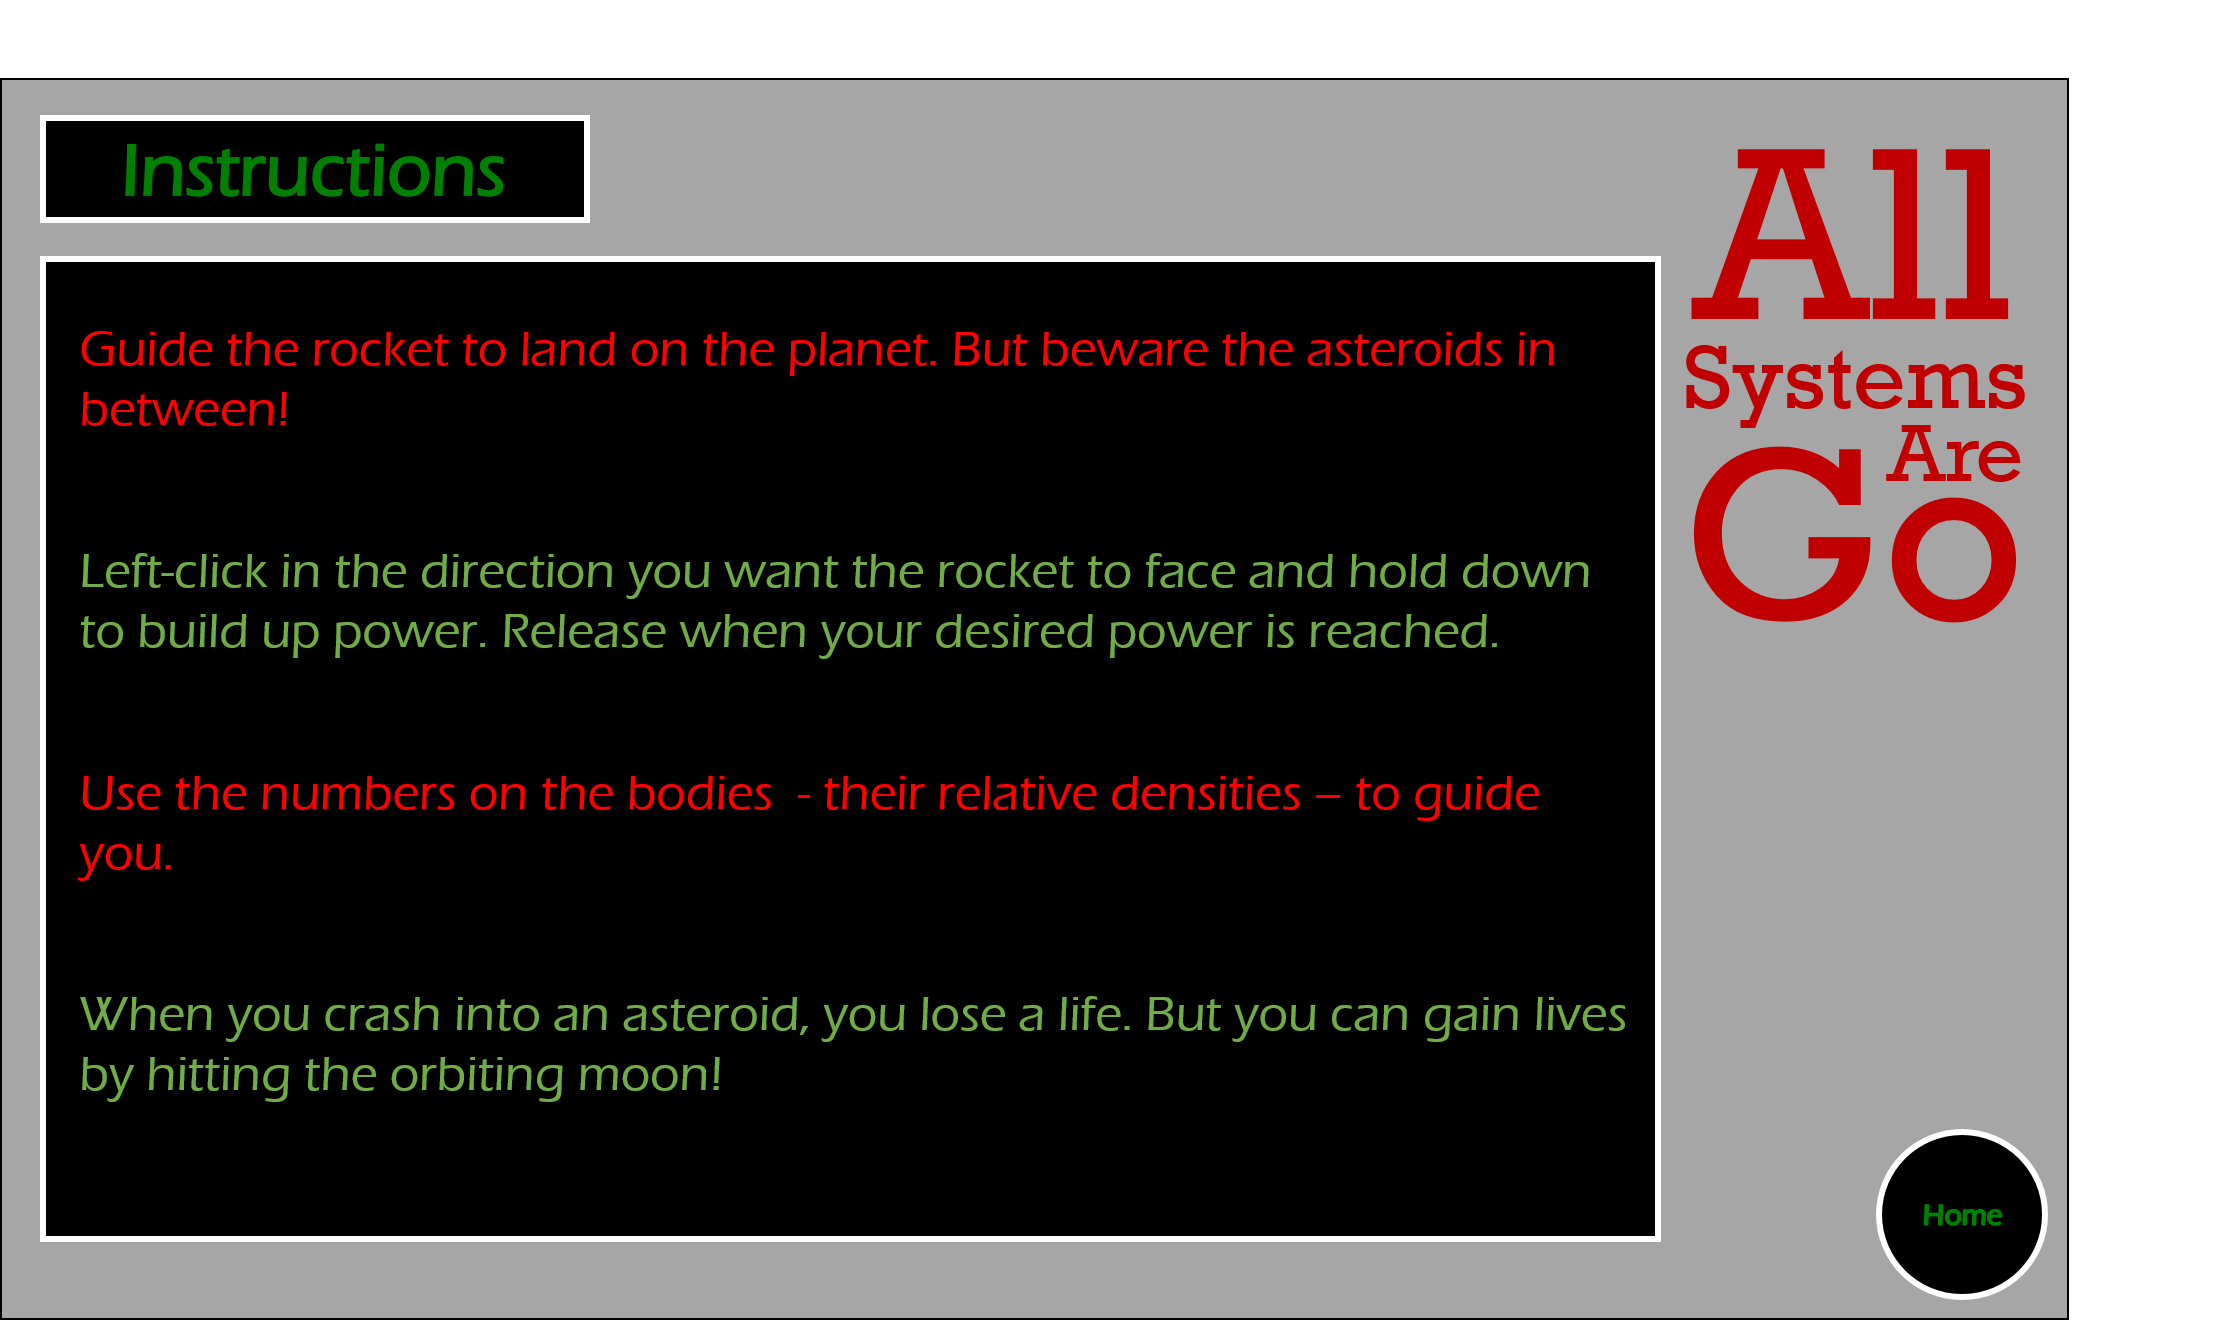 Instructions
All
Systems
Are
Go
Guide the rocket to land on the planet. But beware the asteroids in
between!
Left-click in the direction you want the rocket to face and hold down
to build up power. Release when your desired power is reached.
Use the numbers on the bodies  - their relative densities – to guide
you.
When you crash into an asteroid, you lose a life. But you can gain lives
by hitting the orbiting moon!
Home